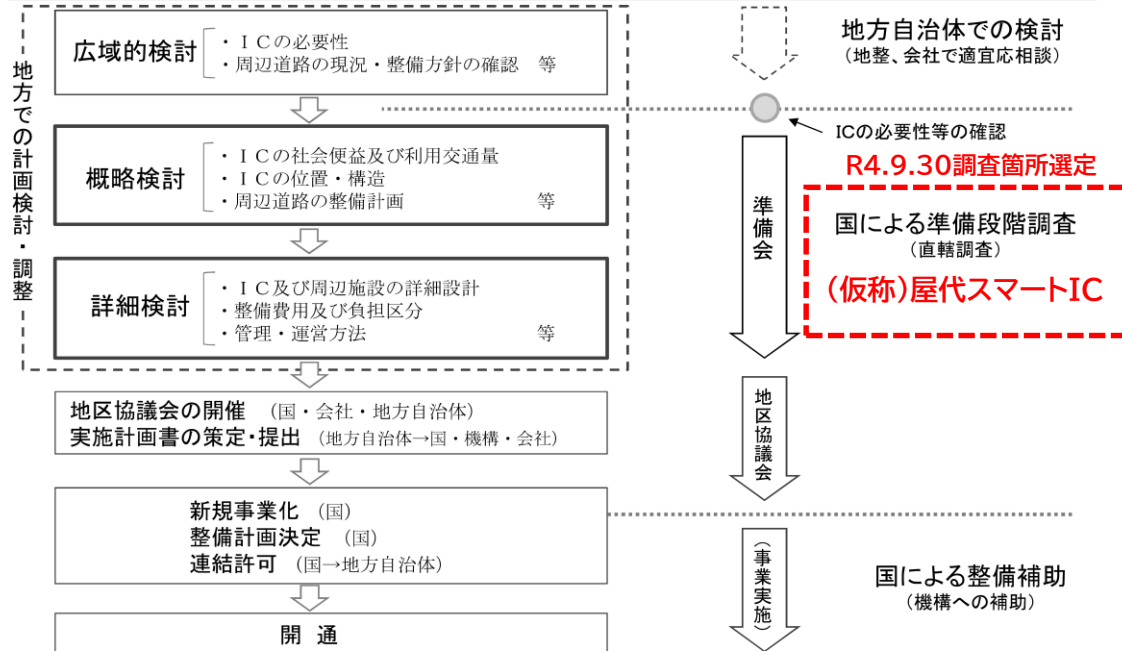 地方での計画検討・調整
広域的検討
・ＩＣの必要性
・周辺道路の現況・整備方針の確認　等
概略検討
・ＩＣの社会便益及び利用交通量
・ＩＣの位置・構造
・周辺道路の整備計画　等
詳細検討
・ＩＣ及び周辺施設の詳細設計
・整備費用及び負担区分
・管理・運営方法　等
地区協議会の開催　（国・会社・地方自治体）
実施計画書の策定・提出　（地方自治体→国・機構・会社）
新規事業化　（国）
整備計画決定　（国）
連結許可　（国→地方自治体）
開　通
地方自治体での検討
（地整、会社で適宜応相談）
ICの必要性等の確認
R4.9.30調査箇所選定
準備会
国による準備段階調査
（直轄調査）
（仮称）屋代スマートIC
地区協議会
（事業実施）
国による整備補助
（機構への補助）